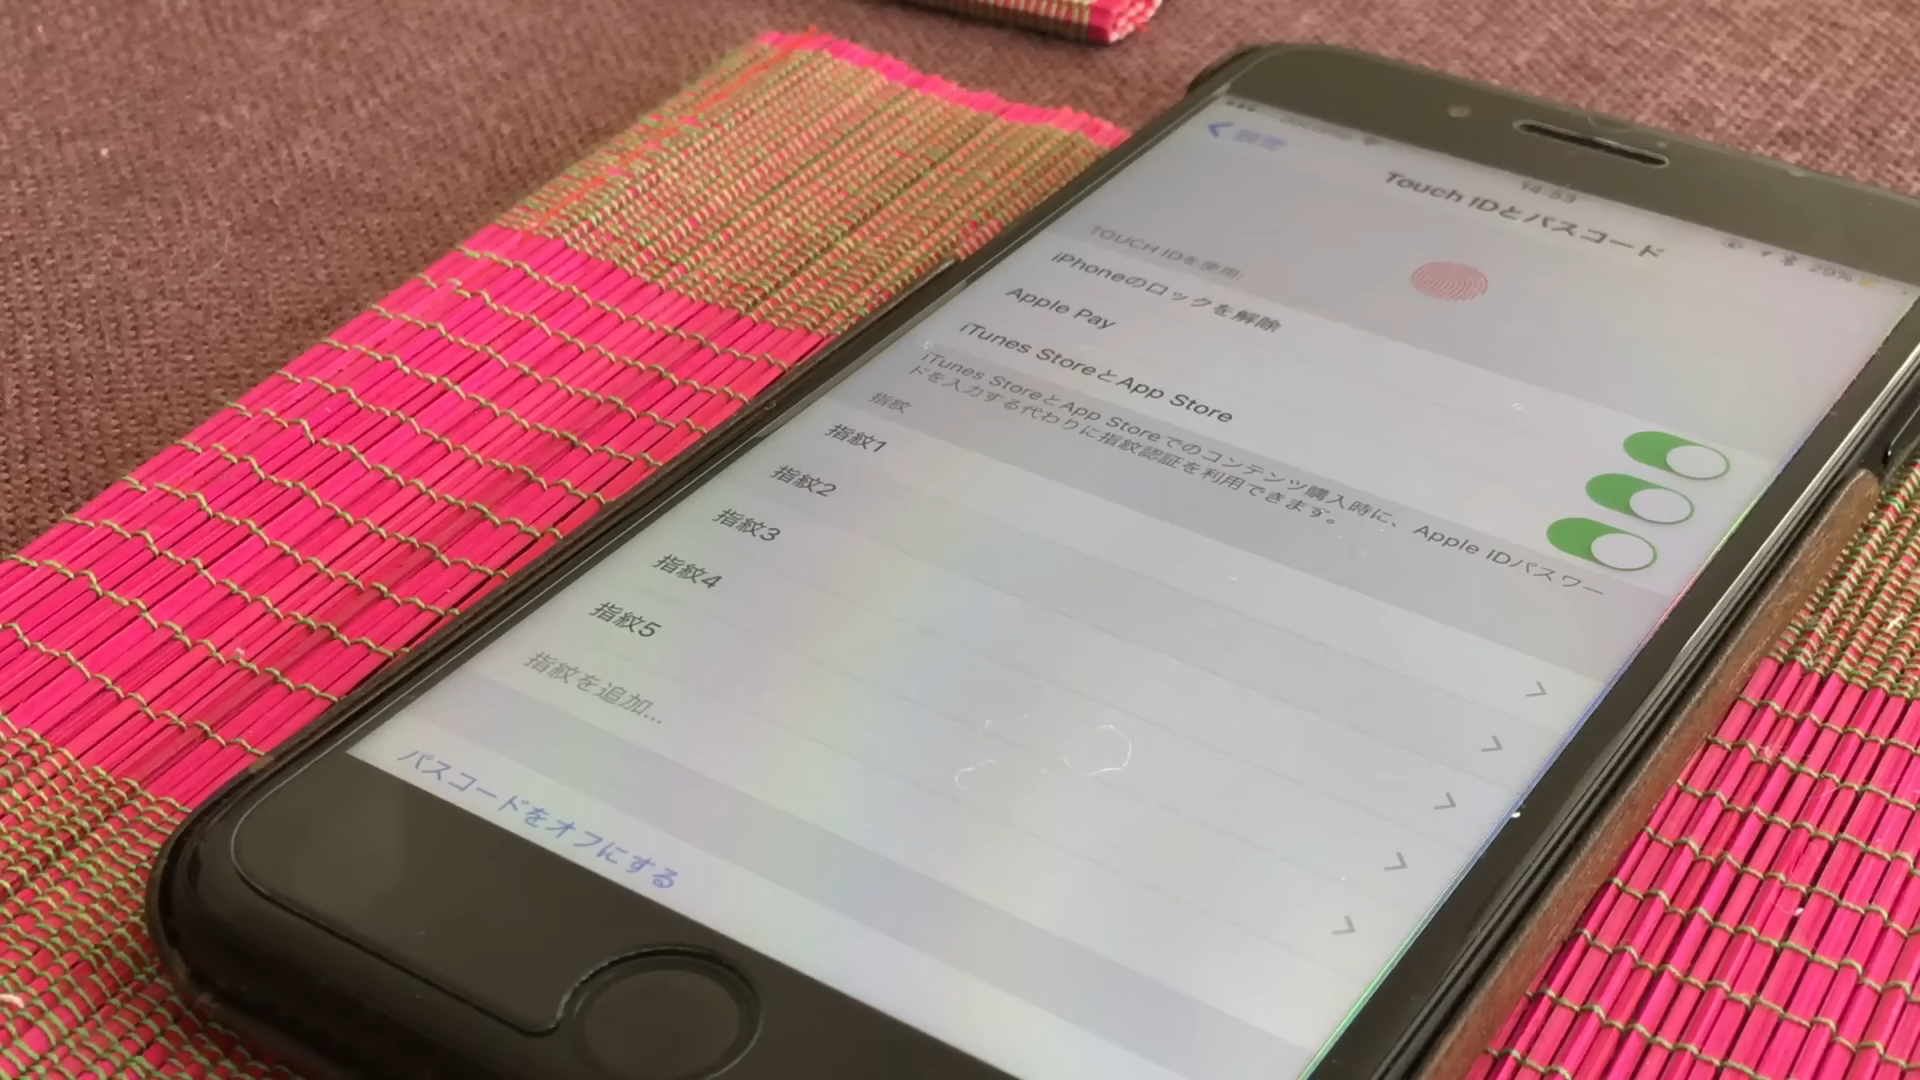 設定
14:53
29%
Touch IDとパスコード
TOUCH IDを使用:
iPhoneのロックを解除
Apple Pay
iTunes StoreとApp Store
iTunes StoreとApp Storeでのコンテンツ購入時に、Apple IDパスワー
ドを入力する代わりに指紋認証を利用できます。
指紋
指紋1
指紋2
指紋3
指紋4
指紋5
指紋を追加...
パスコードをオフにする